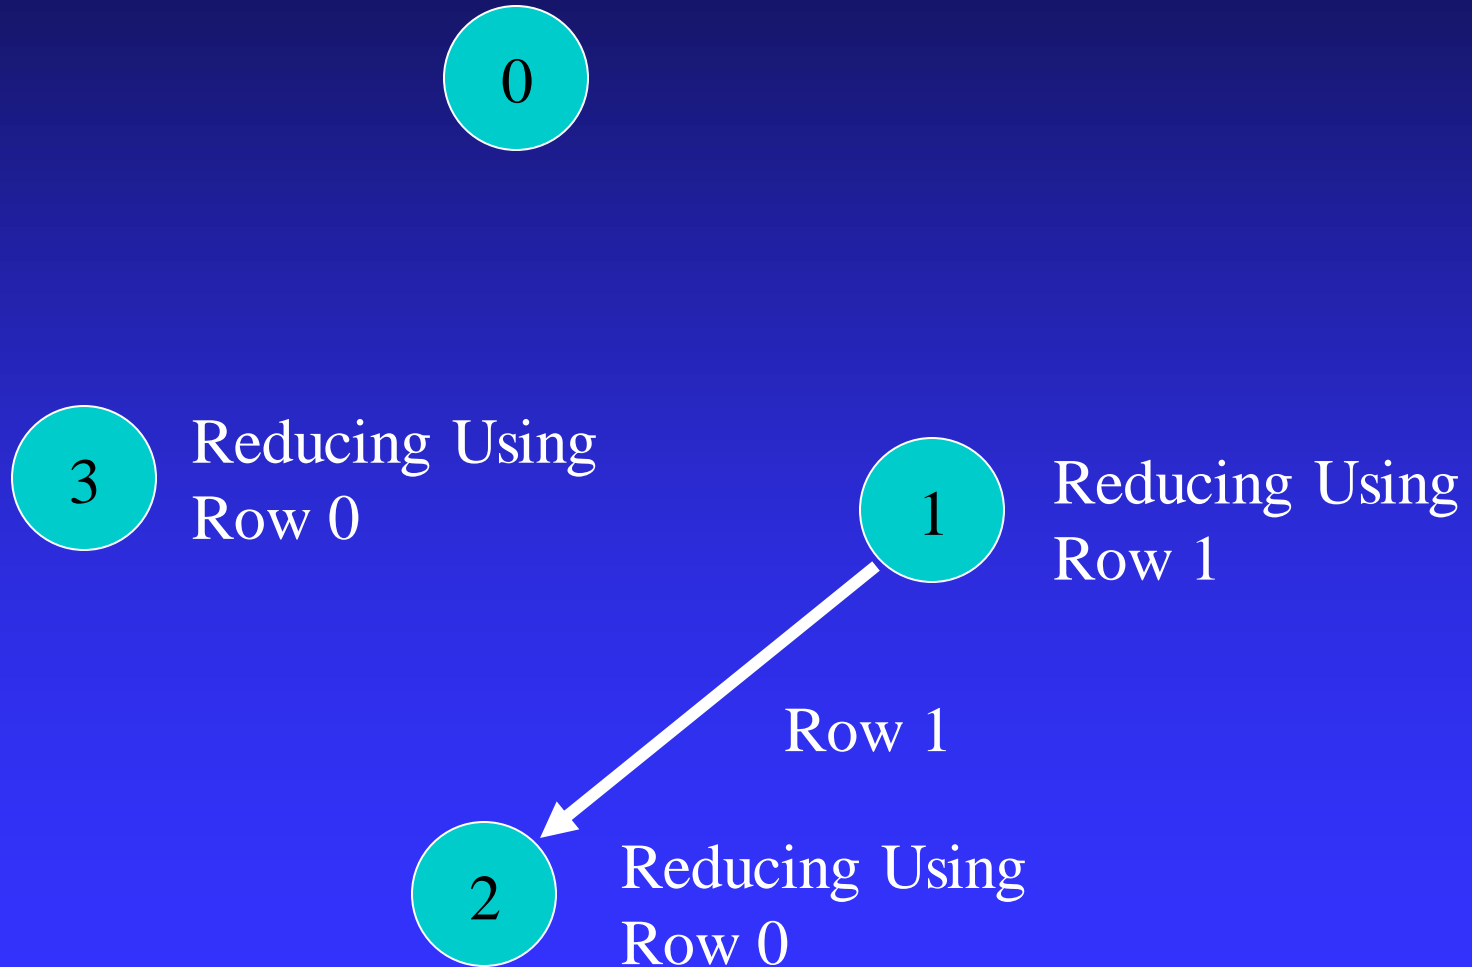 0
3
Reducing Using
Row 0
1
Reducing Using
Row 1
Row 1
2
Reducing Using
Row 0